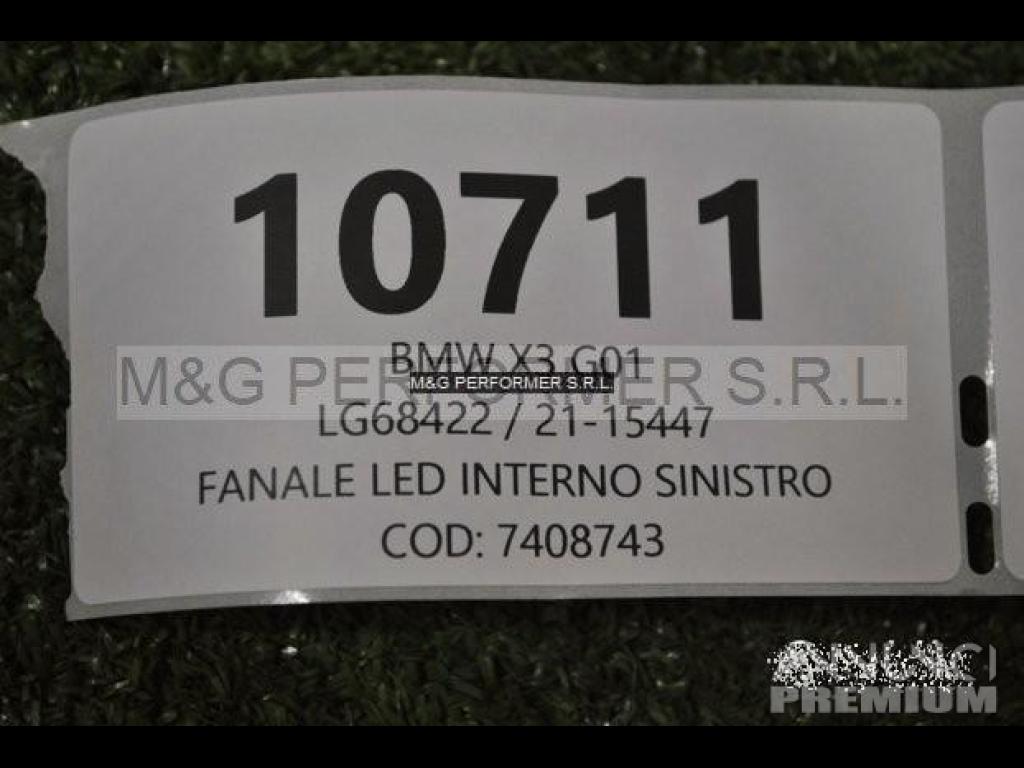 10711
BMW X3 G01
M&G PERFORMER S.R.L.
M&G PERFORMER S.R.L.
LG68422 / 21-15447
FANALE LED INTERNO SINISTRO
COD: 7408743
PREMIUM